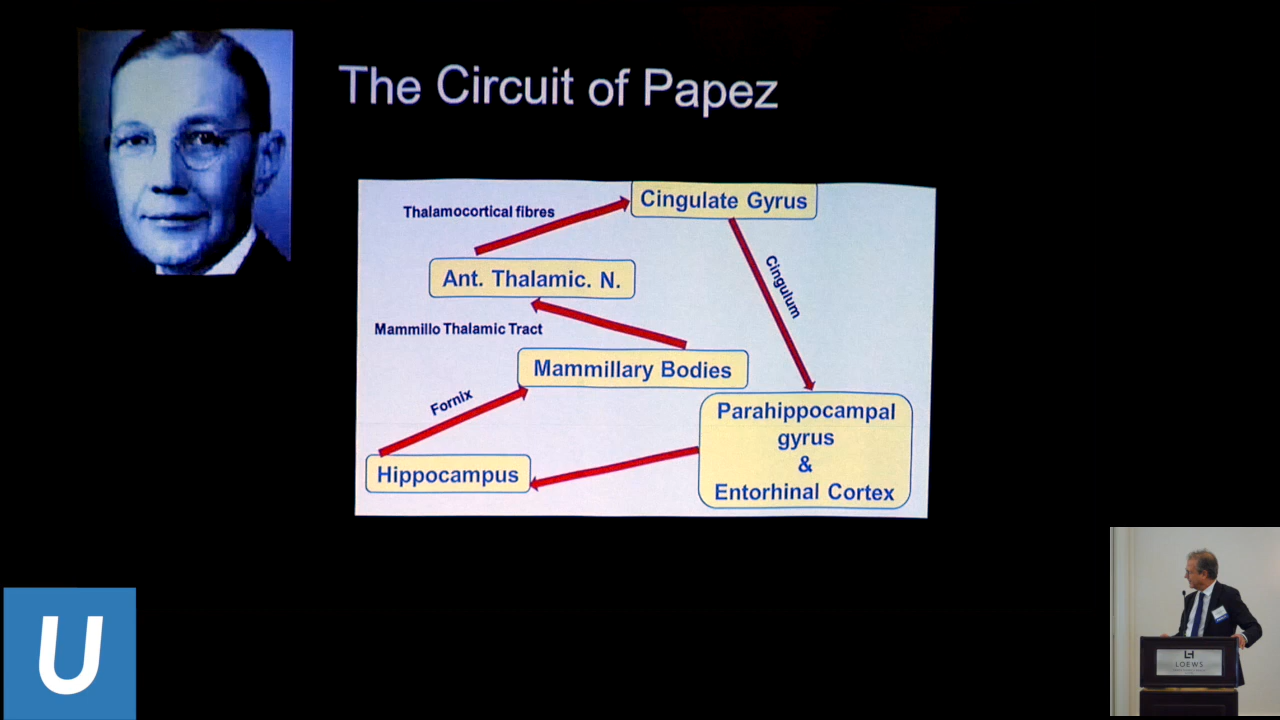 The Circuit of Papez
Cingulate Gyrus
Thalamocortical fibres
Ant. Thalamic. N.
Cingulum
Mammillo Thalamic Tract
Mammillary Bodies
Fornix
Parahippocampal
gyrus
&
Entorhinal Cortex
Hippocampus
U
LOEWS